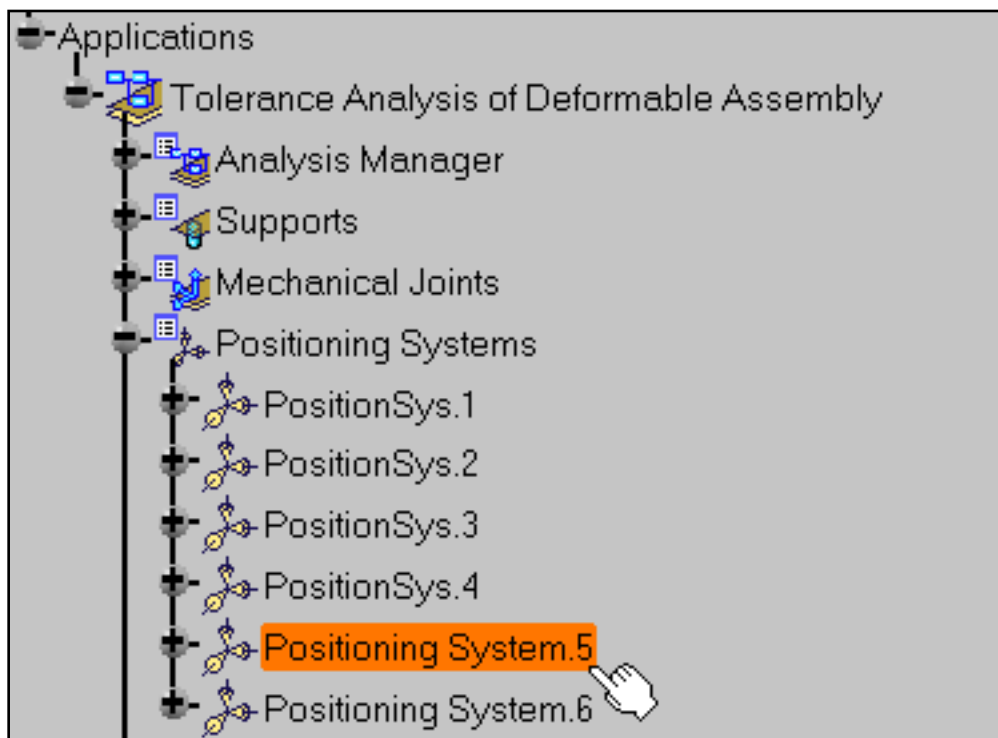 Applications
Tolerance Analysis of Deformable Assembly
Analysis Manager
Supports
Mechanical Joints
Positioning Systems
PositionSys.1
PositionSys.2
PositionSys.3
PositionSys.4
Positioning System.5
Positioning System.6